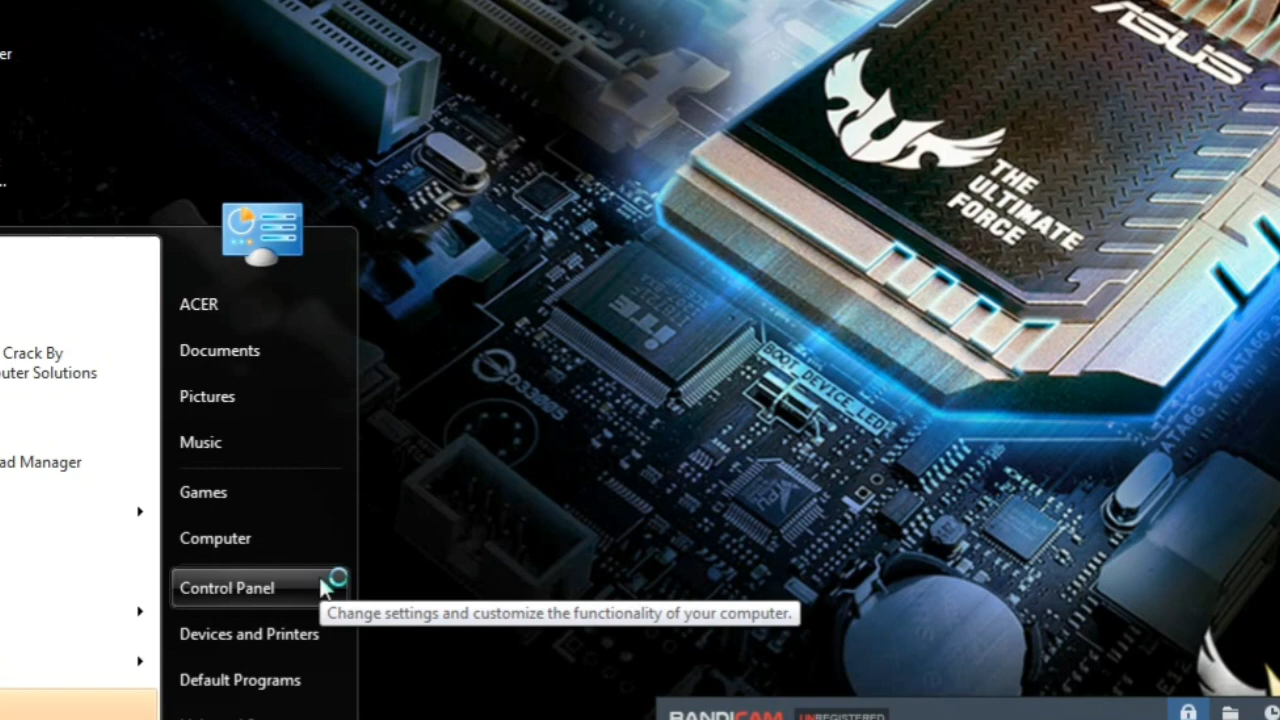 er
ASUS
THE
ULTIMATE
FORCE
ACER
Documents
Crack By
uter Solutions
Pictures
Music
ad Manager
Games
Computer
Control Panel
Change settings and customize the functionality of your computer.
Devices and Printers
Default Programs
BOOT_DEVICE_LED
iTE
BANDICAM UNREGISTERED